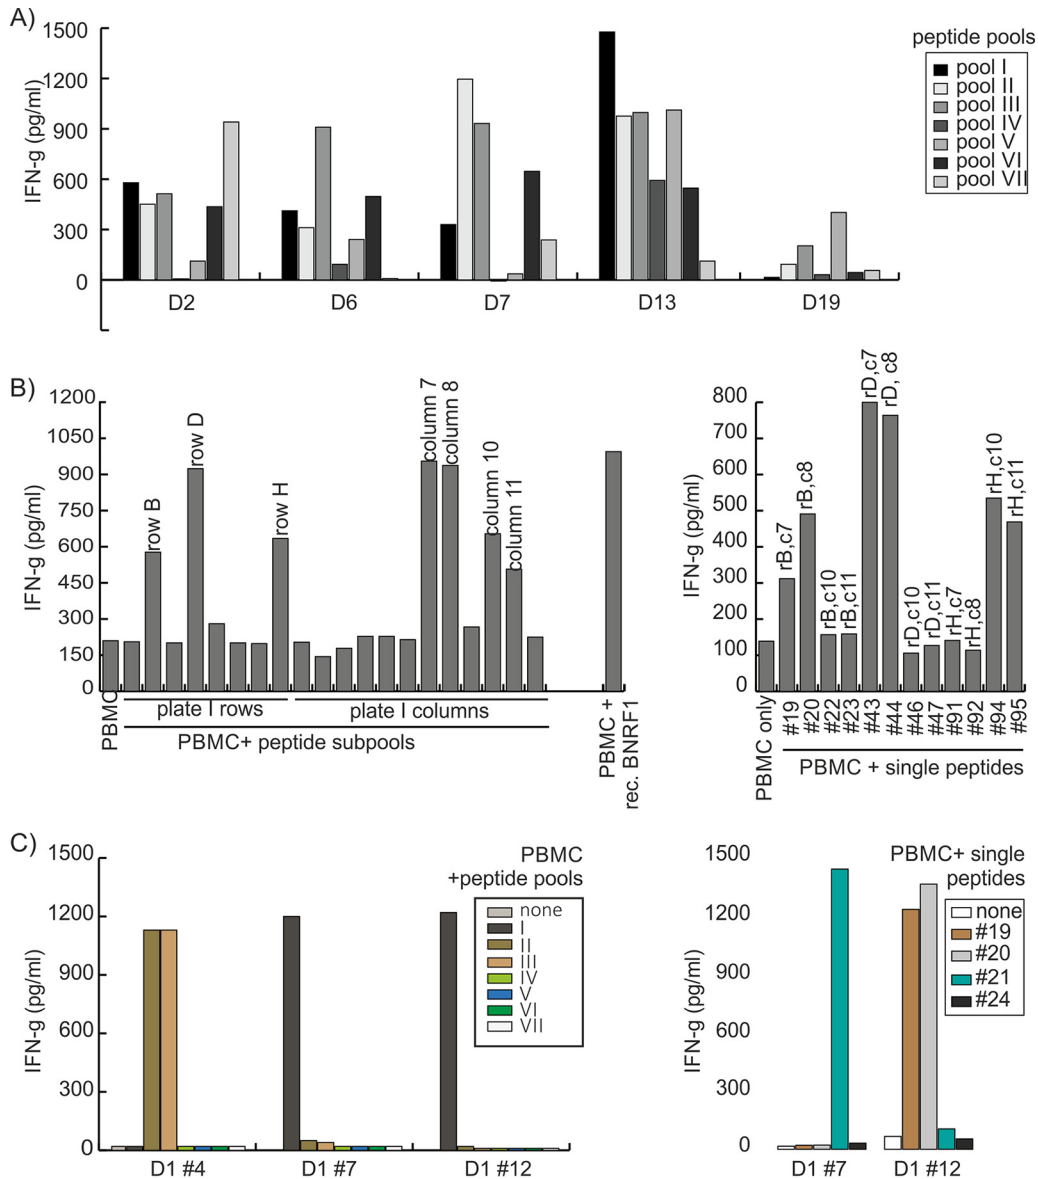 A)
1500
1200
900
600
300
0
IFN-g (pg/ml)
D2
D6
D7
D13
D19
peptide pools
pool I
pool II
pool III
pool IV
pool V
pool VI
pool VII
B)
1200
1050
900
750
600
450
300
150
0
IFN-g (pg/ml)
row B
row D
row H
column 7
column 8
column 10
column 11
PBMC
plate I rows
plate I columns
PBMC+ peptide subpools
PBMC +
rec. BNRF1
800
700
600
500
400
300
200
100
0
IFN-g (pg/ml)
rB,c7
rB,c8
rB,c10
rB,c11
rD,c7
rD, c8
rD,c10
rD,c11
rH,c7
rH,c8
rH,c10
rH,c11
PBMC only
#19
#20
#22
#23
#43
#44
#46
#47
#91
#92
#94
#95
PBMC + single peptides
C)
1500
1200
900
600
300
0
IFN-g (pg/ml)
D1 #4
D1 #7
D1 #12
PBMC
+peptide pools
none
I
II
III
IV
V
VI
VII
1500
1200
900
600
300
0
IFN-g (pg/ml)
D1 #7
D1 #12
PBMC+ single
peptides
none
#19
#20
#21
#24